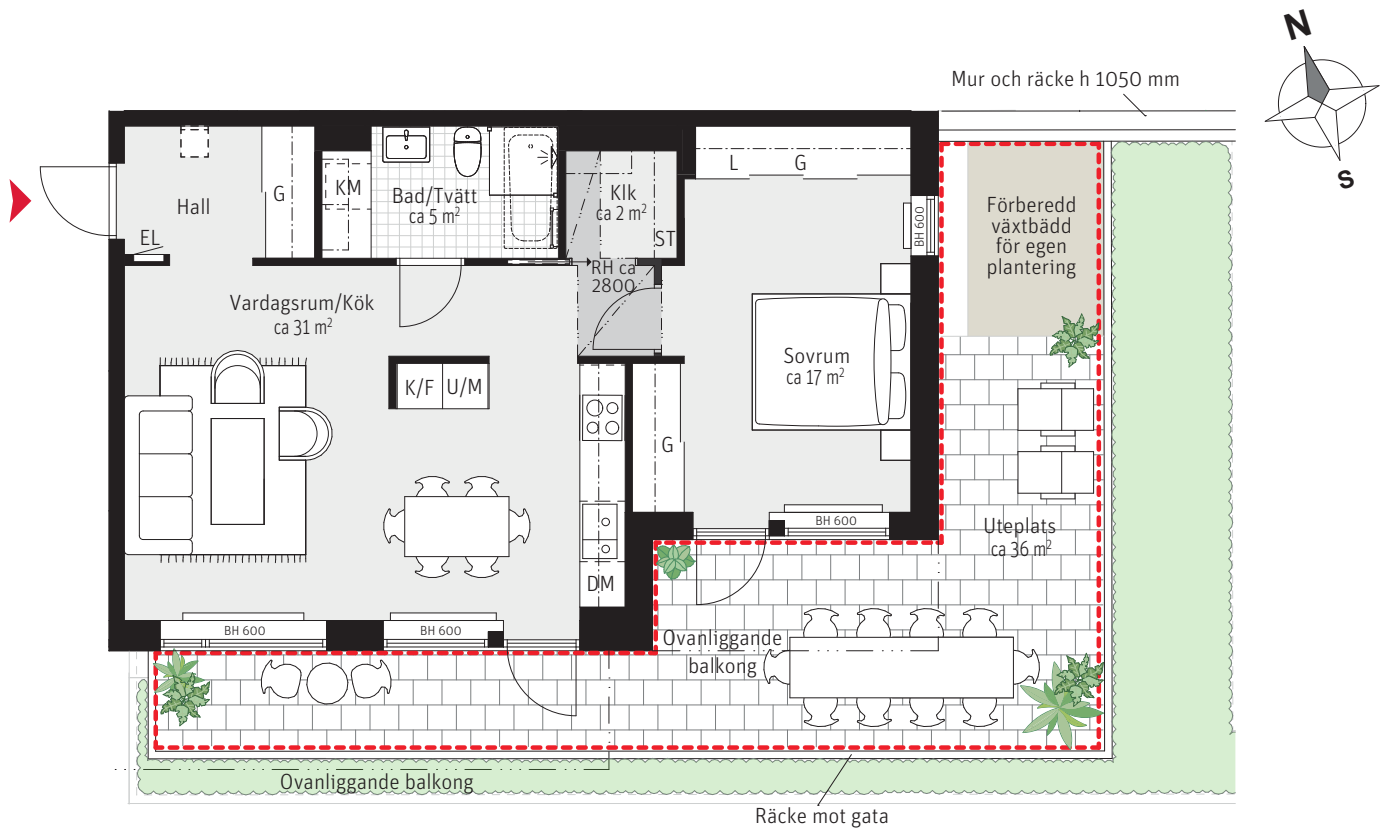 N
S
Mur och räcke h 1050 mm
Hall
G
EL
KM
Bad/Tvätt
ca 5 m²
Klk
ca 2 m²
ST
RH ca
2800
L
G
BH 600
Förberedd
växtbädd
för egen
plantering
Vardagsrum/Kök
ca 31 m²
K/F
U/M
Sovrum
ca 17 m²
G
BH 600
Uteplats
ca 36 m²
DM
BH 600
BH 600
Ovanliggande
balkong
Ovanliggande balkong
Räcke mot gata